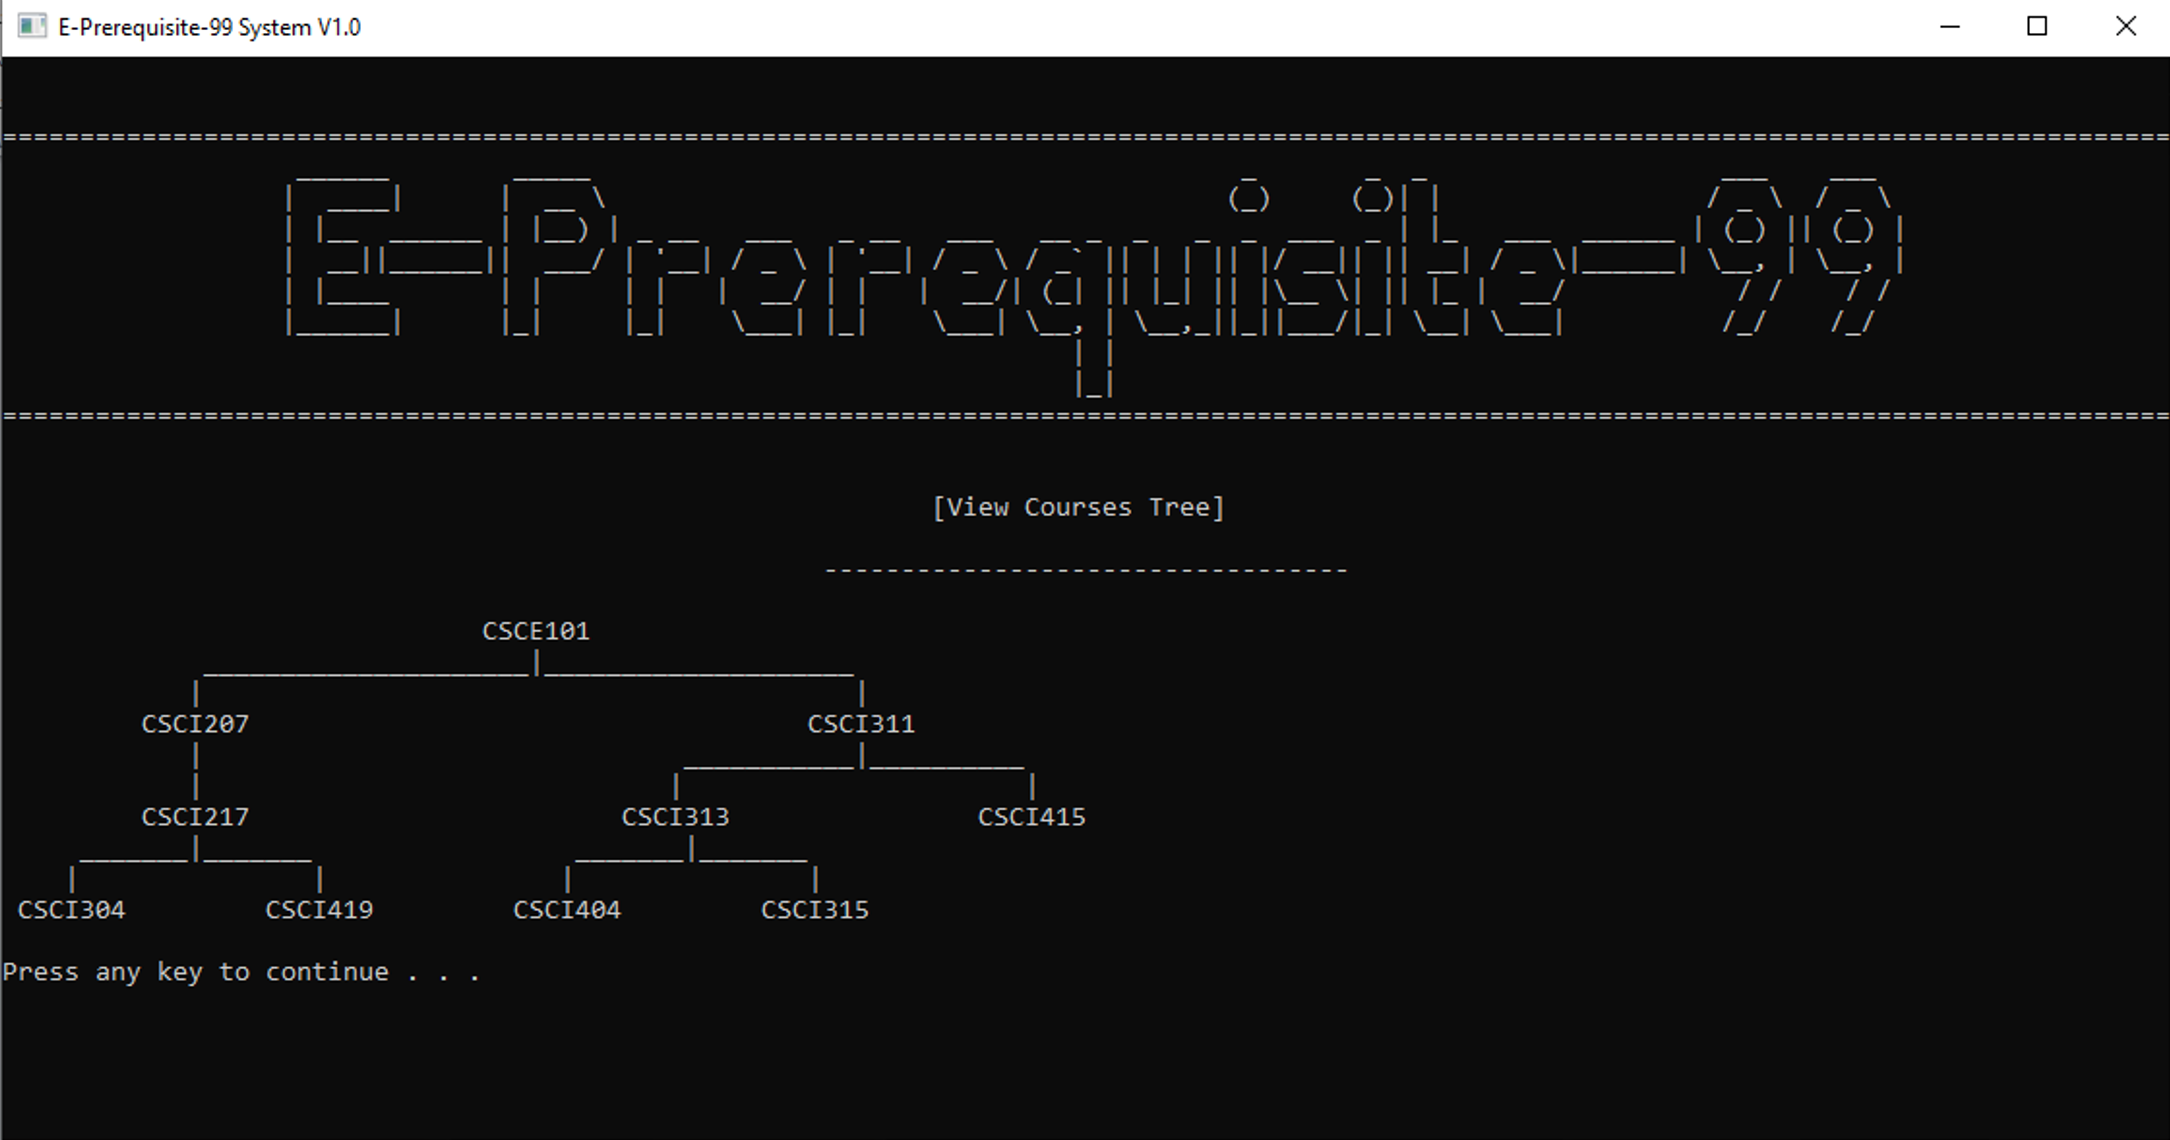 E-Prerequisite-99 System V1.0
E-Prerequisite-99
[View Courses Tree]
CSCE101
CSCI207 CSCI311
CSCI217 CSCI313 CSCI415
CSCI304 CSCI419 CSCI404 CSCI315
Press any key to continue . . .